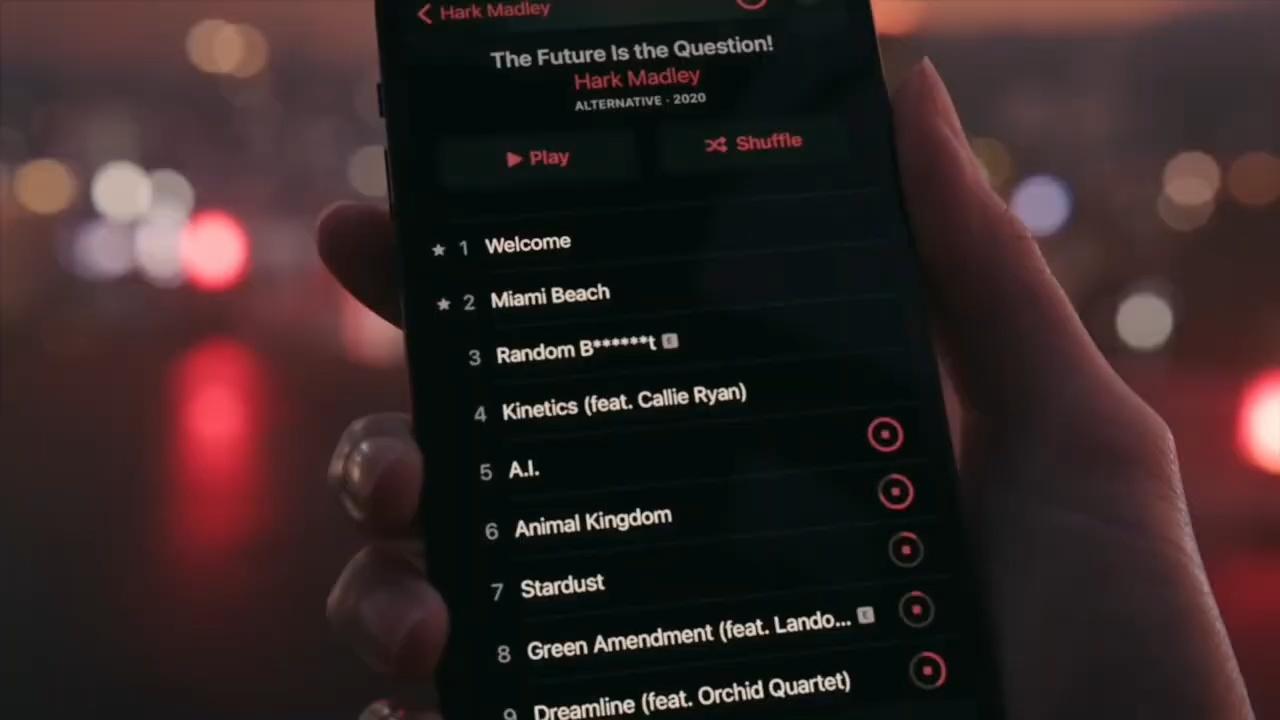 Hark Madley
The Future Is the Question!
Hark Madley
ALTERNATIVE · 2020
Play
Shuffle
★ 1 Welcome
★ 2 Miami Beach
3 Random B******t E
4 Kinetics (feat. Callie Ryan)
5 A.I.
6 Animal Kingdom
7 Stardust
8 Green Amendment (feat. Lando... E
9 Dreamline (feat. Orchid Quartet)